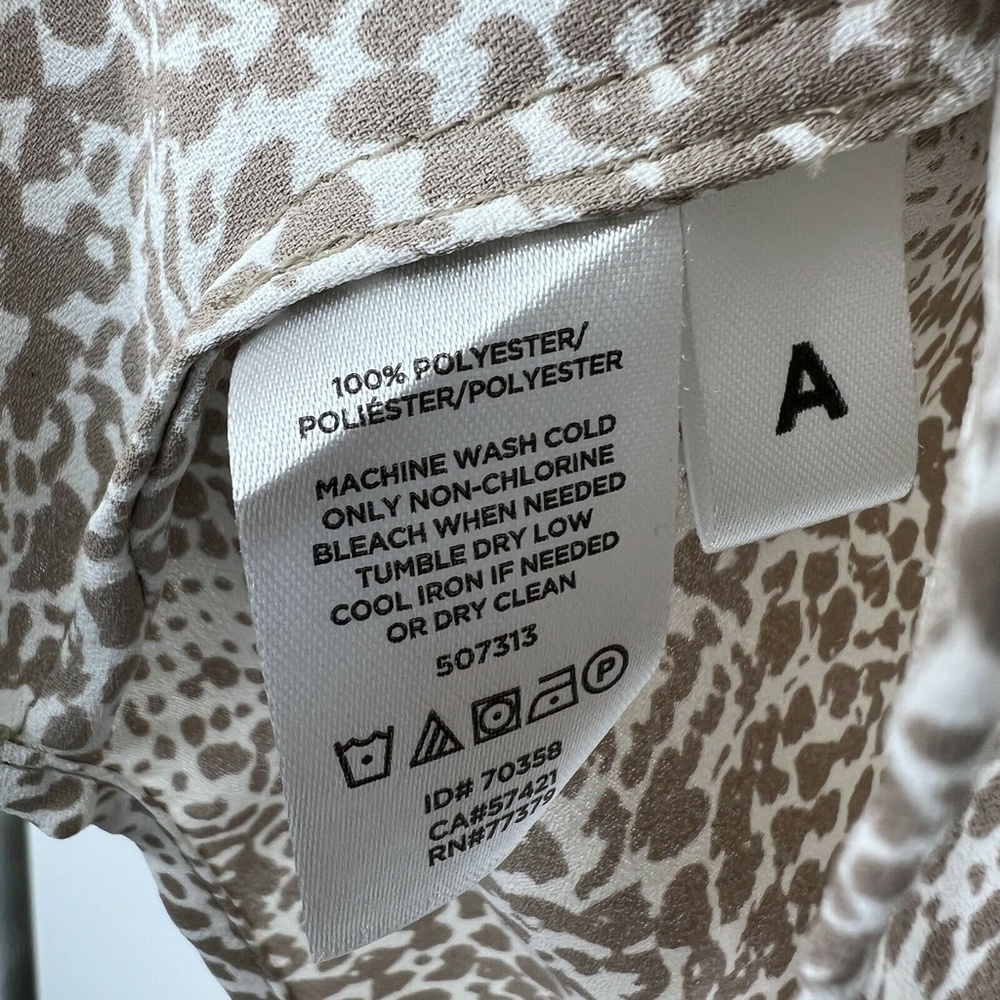 100% POLYESTER/
POLIÉSTER/POLYESTER
MACHINE WASH COLD
ONLY NON-CHLORINE
BLEACH WHEN NEEDED
TUMBLE DRY LOW
COOL IRON IF NEEDED
OR DRY CLEAN
507313
P
ID# 70358
CA#57421
RN#77379
A